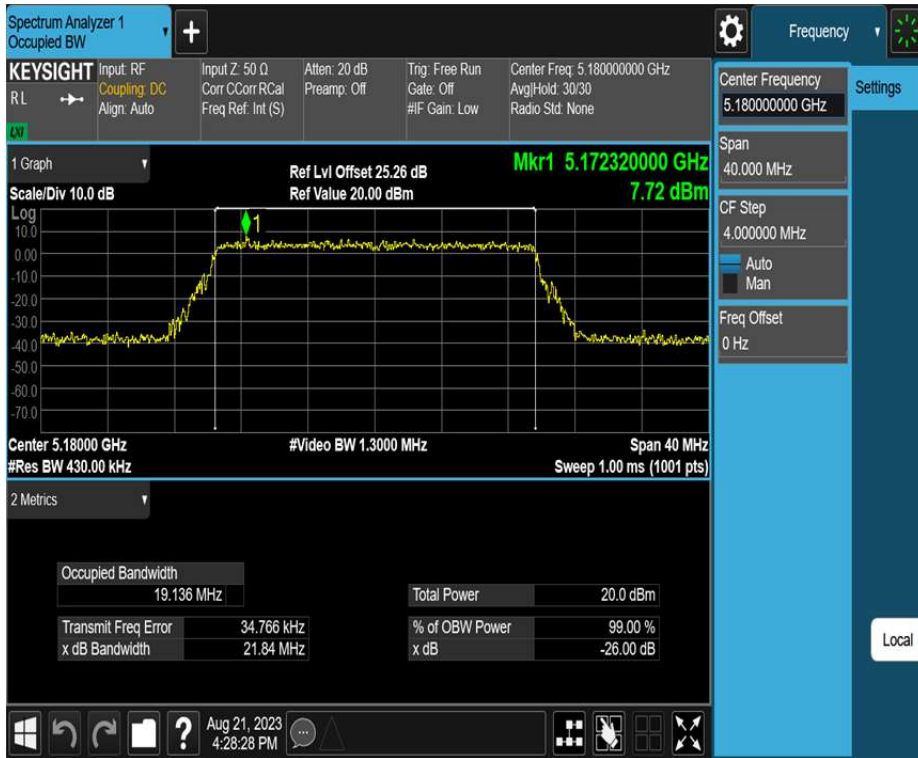 Spectrum Analyzer 1
Occupied BW
+
Frequency
KEYSIGHT
RL
LXI
Input: RF
Coupling: DC
Align: Auto
Input Z: 50 Ω
Corr CCorr RCal
Freq Ref: Int (S)
Atten: 20 dB
Preamp: Off
Trig: Free Run
Gate: Off
#IF Gain: Low
Center Freq: 5.180000000 GHz
Avg|Hold: 30/30
Radio Std: None
Center Frequency
5.180000000 GHz
Settings
Span
40.000 MHz
CF Step
4.000000 MHz
Auto
Man
Freq Offset
0 Hz
Local
1 Graph
Scale/Div 10.0 dB
Ref Lvl Offset 25.26 dB
Ref Value 20.00 dBm
Mkr1 5.172320000 GHz
7.72 dBm
Log
1
10.0
0.00
-10.0
-20.0
-30.0
-40.0
-50.0
-60.0
-70.0
Center 5.18000 GHz
#Video BW 1.3000 MHz
Span 40 MHz
#Res BW 430.00 kHz
Sweep 1.00 ms (1001 pts)
2 Metrics
Occupied Bandwidth
19.136 MHz
Total Power 20.0 dBm
Transmit Freq Error 34.766 kHz
% of OBW Power 99.00 %
x dB Bandwidth 21.84 MHz
x dB -26.00 dB
?
Aug 21, 2023
4:28:28 PM